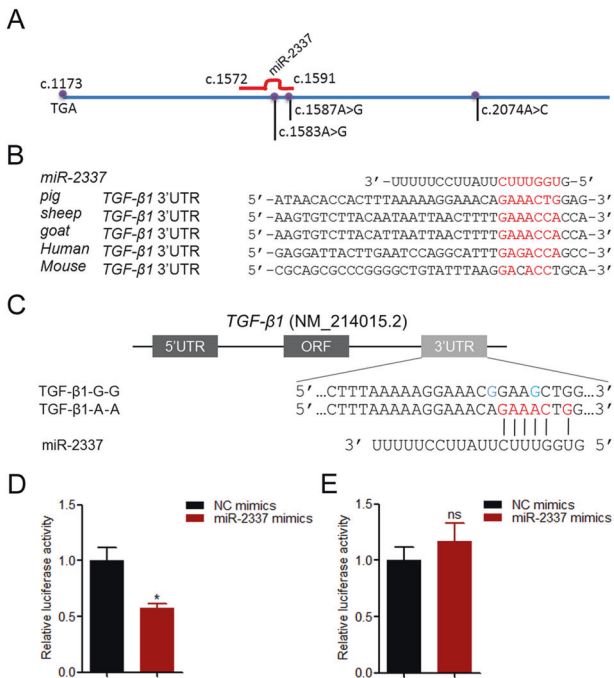 A
miR-2337
c.1173
c.1572
c.1591
TGA
c.1587A>G
c.2074A>C
c.1583A>G
B
miR-2337 3′-UUUUUCCUUAUUCUUUGGUG-5′
pig TGF-β1 3′UTR 5′-ATAACACCACTTTAAAAAGGAAACAGAAACTGGAG-3′
sheep TGF-β1 3′UTR 5′-AAGTGTCTTACAATAATTAACTTTTGAAACCACCC-3′
goat TGF-β1 3′UTR 5′-AAGTGTCTTACAATAATTAACTTTTGAAACCACCC-3′
Human TGF-β1 3′UTR 5′-GAGGATTACTTGAATCCAGGCATTTGAGACCAGCC-3′
Mouse TGF-β1 3′UTR 5′-CGCAGCGCCCGGGGCTGTATTTAAGGACACCTGCA-3′
C
TGF-β1 (NM_214015.2)
5′UTR ORF 3′UTR
TGF-β1-G-G 5′…CTTTAAAAAGGAAACGGAAGCTGG…3′
TGF-β1-A-A 5′…CTTTAAAAAGGAAACAGAAACTGG…3′
miR-2337 3′ UUUUUCCUUAUUCUUUGGUG 5′
D
NC mimics
miR-2337 mimics
Relative luciferase activity
1.5
1.0
0.5
0.0
*
E
NC mimics
miR-2337 mimics
Relative luciferase activity
1.5
1.0
0.5
0.0
ns